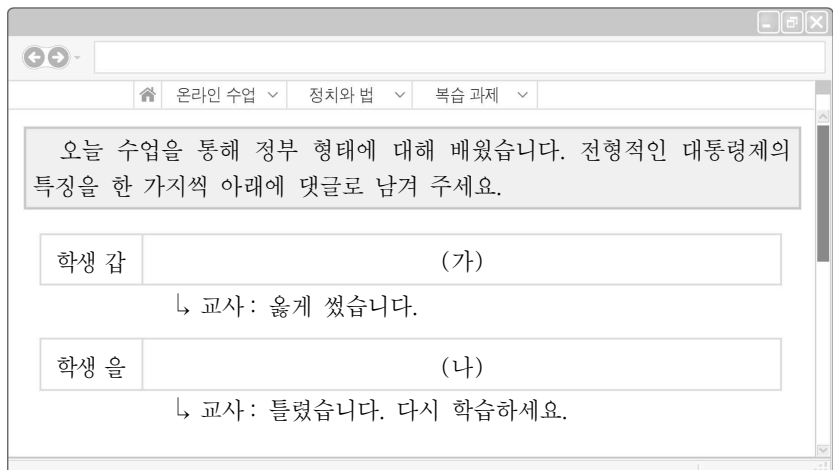 온라인 수업 정치와 법 복습 과제
오늘 수업을 통해 정부 형태에 대해 배웠습니다. 전형적인 대통령제의
특징을 한 가지씩 아래에 댓글로 남겨 주세요.
학생 갑 (가)
↳ 교사 : 옳게 썼습니다.
학생 을 (나)
↳ 교사 : 틀렸습니다. 다시 학습하세요.